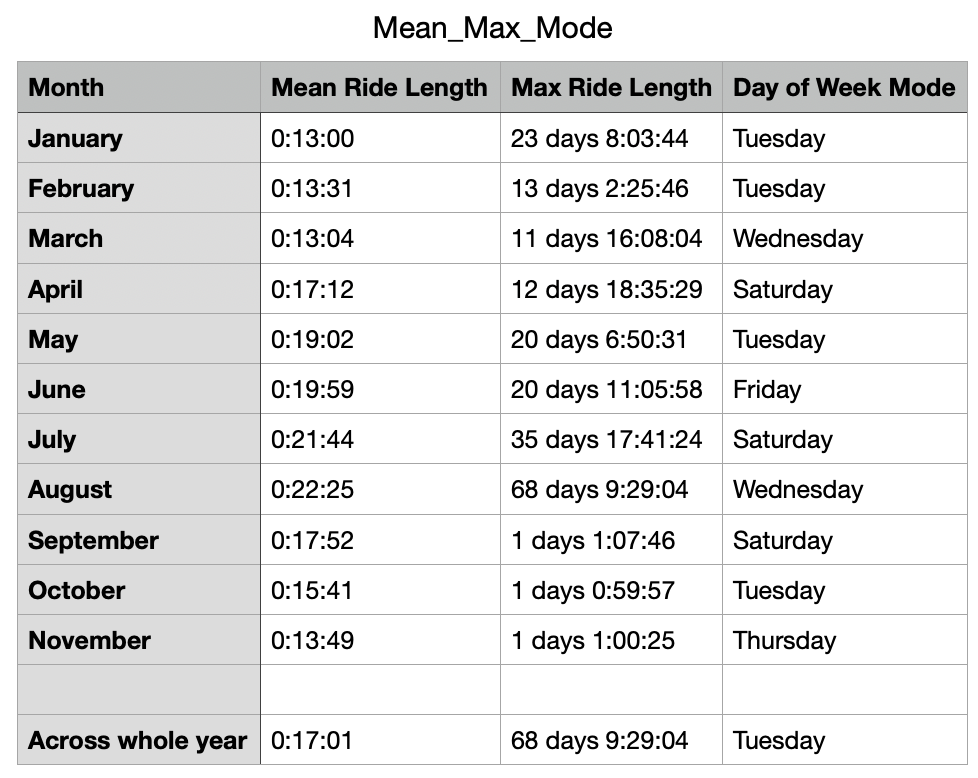 Mean_Max_Mode
Month Mean Ride Length Max Ride Length Day of Week Mode
January 0:13:00 23 days 8:03:44 Tuesday
February 0:13:31 13 days 2:25:46 Tuesday
March 0:13:04 11 days 16:08:04 Wednesday
April 0:17:12 12 days 18:35:29 Saturday
May 0:19:02 20 days 6:50:31 Tuesday
June 0:19:59 20 days 11:05:58 Friday
July 0:21:44 35 days 17:41:24 Saturday
August 0:22:25 68 days 9:29:04 Wednesday
September 0:17:52 1 days 1:07:46 Saturday
October 0:15:41 1 days 0:59:57 Tuesday
November 0:13:49 1 days 1:00:25 Thursday
Across whole year 0:17:01 68 days 9:29:04 Tuesday